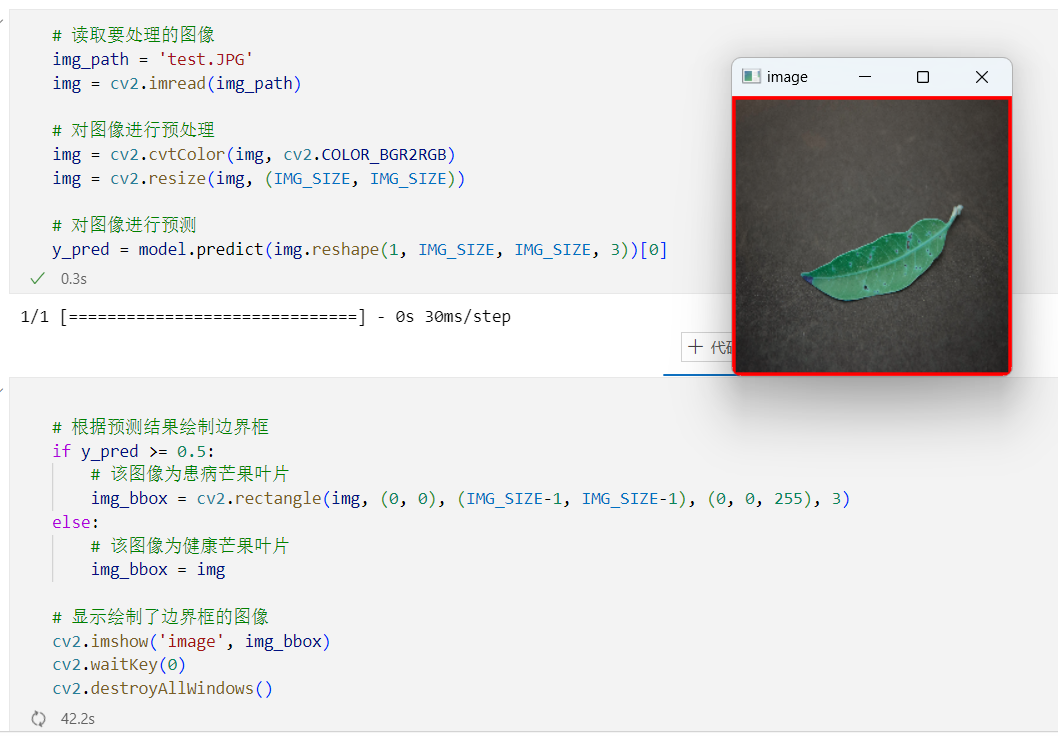 # 读取要处理的图像
img_path = 'test.JPG'
img = cv2.imread(img_path)
# 对图像进行预处理
img = cv2.cvtColor(img, cv2.COLOR_BGR2RGB)
img = cv2.resize(img, (IMG_SIZE, IMG_SIZE))
# 对图像进行预测
y_pred = model.predict(img.reshape(1, IMG_SIZE, IMG_SIZE, 3))[0]
0.3s
image
1/1 [==============================] - 0s 30ms/step
代码
# 根据预测结果绘制边界框
if y_pred >= 0.5:
# 该图像为患病芒果叶片
img_bbox = cv2.rectangle(img, (0, 0), (IMG_SIZE-1, IMG_SIZE-1), (0, 0, 255), 3)
else:
# 该图像为健康芒果叶片
img_bbox = img
# 显示绘制了边界框的图像
cv2.imshow('image', img_bbox)
cv2.waitKey(0)
cv2.destroyAllWindows()
42.2s